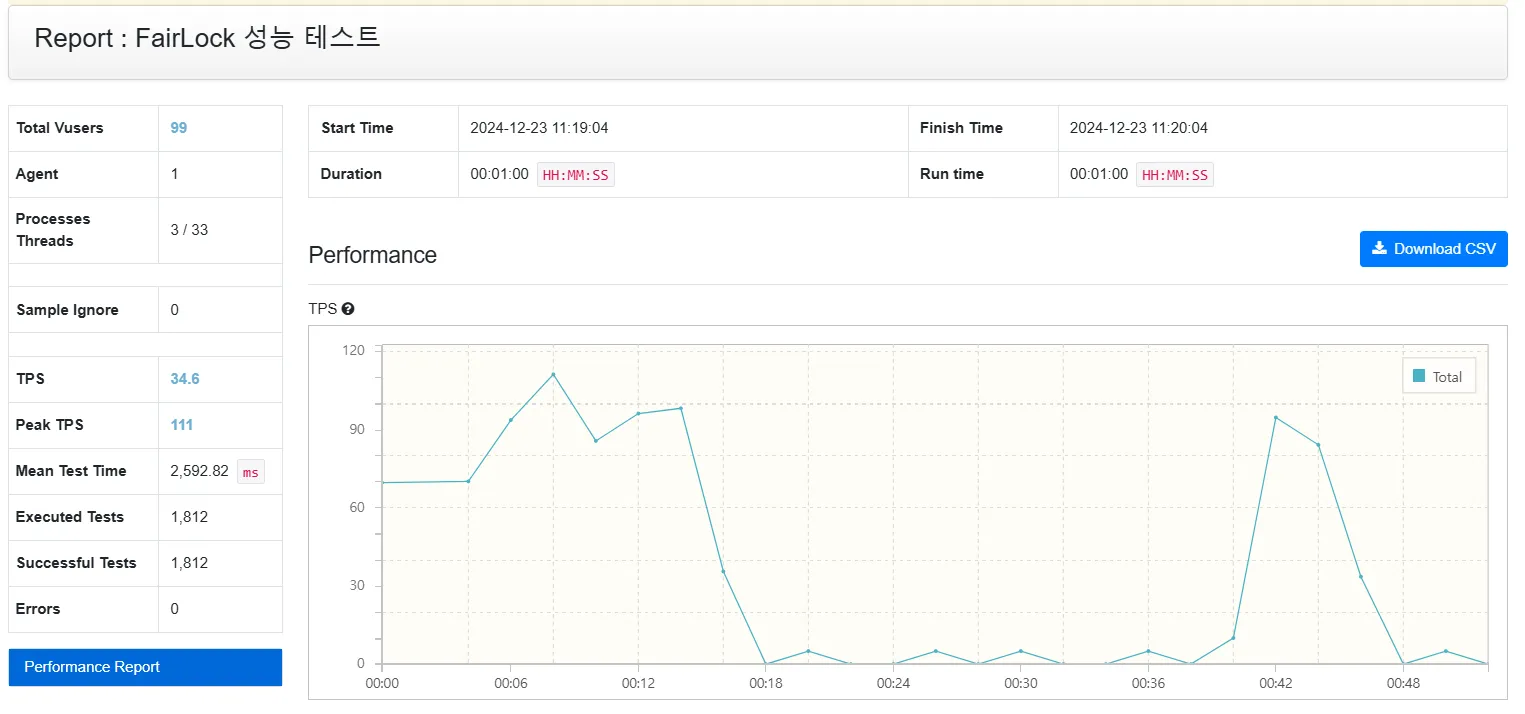 Report : FairLock 성능 테스트
Total Vusers 99
Agent 1
Processes
Threads 3 / 33
Sample Ignore 0
TPS 34.6
Peak TPS 111
Mean Test Time 2,592.82 ms
Executed Tests 1,812
Successful Tests 1,812
Errors 0
Performance Report
Start Time 2024-12-23 11:19:04 Finish Time 2024-12-23 11:20:04
Duration 00:01:00 HH:MM:SS Run time 00:01:00 HH:MM:SS
Performance Download CSV
TPS ?
120
90
60
30
0
Total
00:00 00:06 00:12 00:18 00:24 00:30 00:36 00:42 00:48